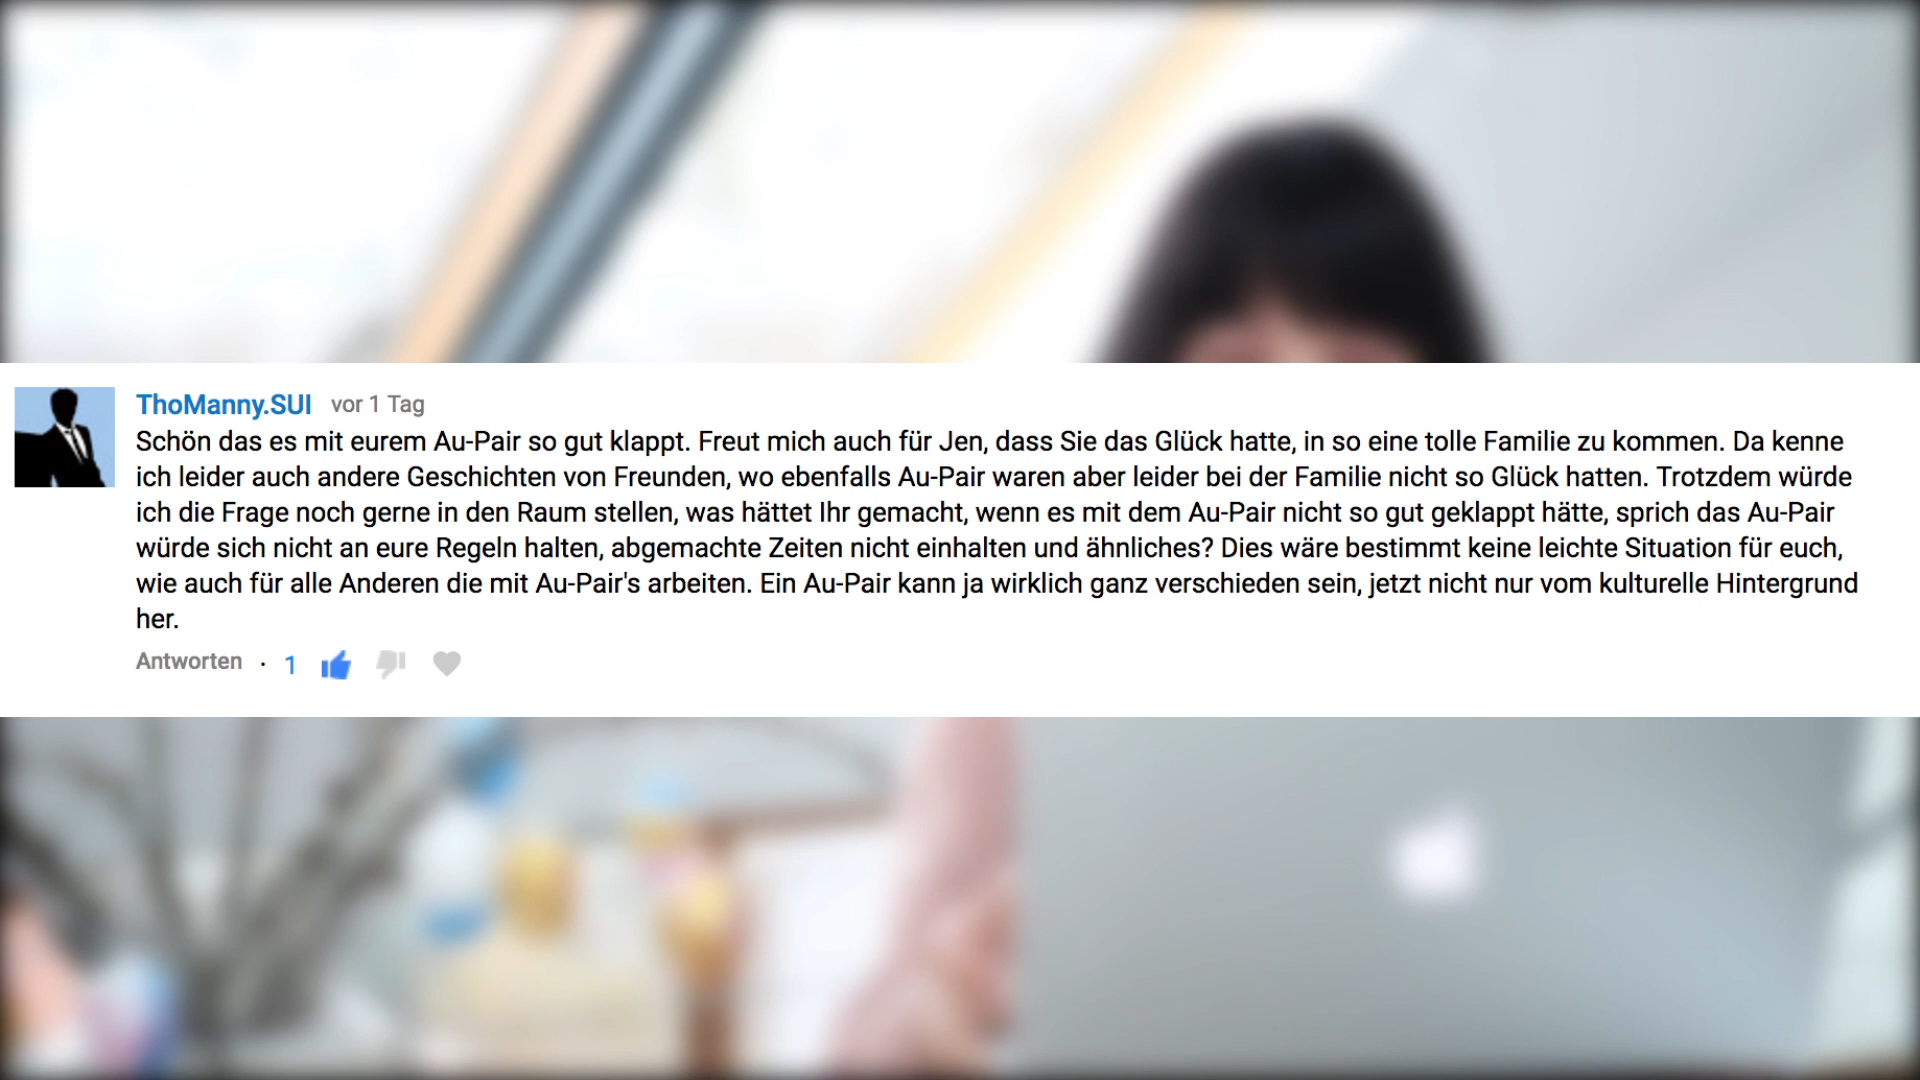 ThoManny.SUI vor 1 Tag
Schön das es mit eurem Au-Pair so gut klappt. Freut mich auch für Jen, dass Sie das Glück hatte, in so eine tolle Familie zu kommen. Da kenne
ich leider auch andere Geschichten von Freunden, wo ebenfalls Au-Pair waren aber leider bei der Familie nicht so Glück hatten. Trotzdem würde
ich die Frage noch gerne in den Raum stellen, was hättet Ihr gemacht, wenn es mit dem Au-Pair nicht so gut geklappt hätte, sprich das Au-Pair
würde sich nicht an eure Regeln halten, abgemachte Zeiten nicht einhalten und ähnliches? Dies wäre bestimmt keine leichte Situation für euch,
wie auch für alle Anderen die mit Au-Pair's arbeiten. Ein Au-Pair kann ja wirklich ganz verschieden sein, jetzt nicht nur vom kulturelle Hintergrund
her.
Antworten · 1